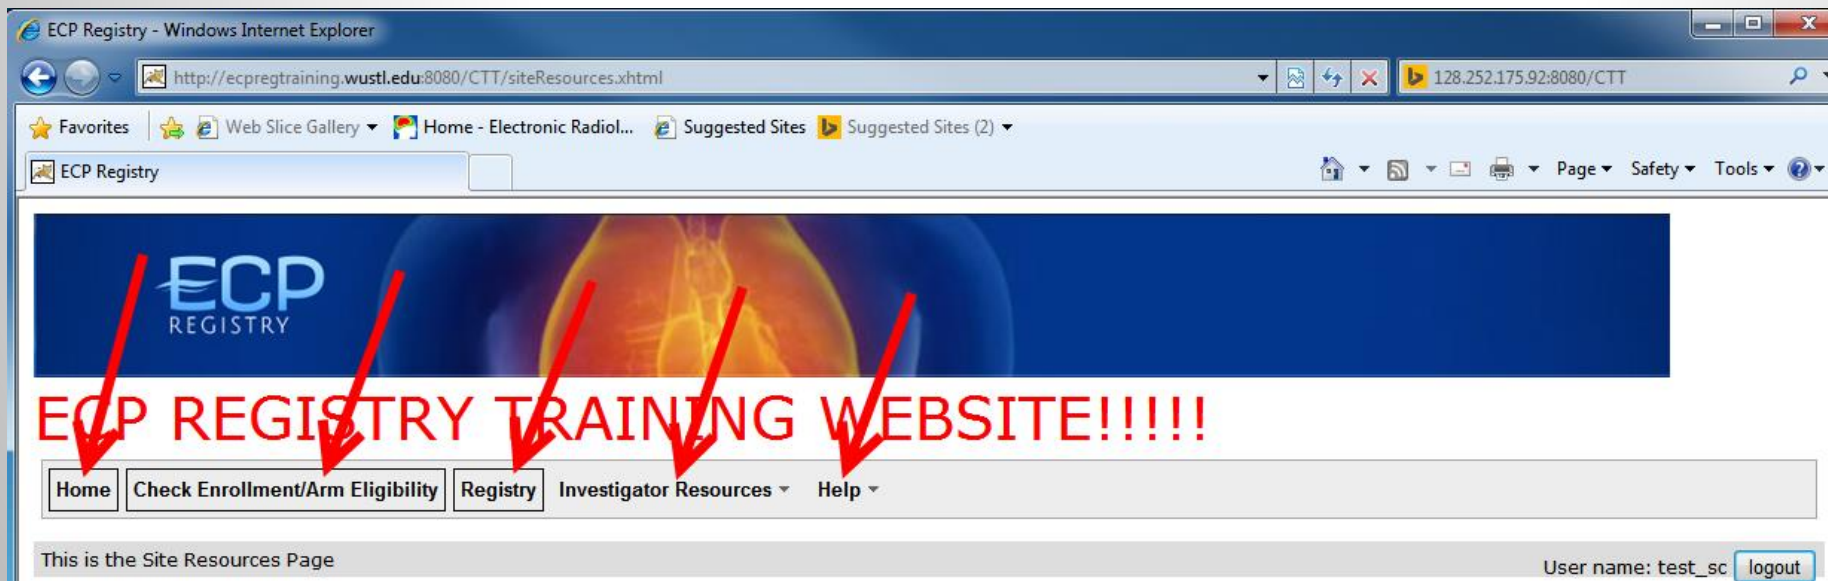 ECP Registry - Windows Internet Explorer
http://ecpregtraining.wustl.edu:8080/CTT/siteResources.xhtml
128.252.175.92:8080/CTT
Favorites Web Slice Gallery Home - Electronic Radiol... Suggested Sites Suggested Sites (2)
ECP Registry
Page Safety Tools
ECP
REGISTRY
ECP REGISTRY TRAINING WEBSITE!!!!!
Home Check Enrollment/Arm Eligibility Registry Investigator Resources Help
This is the Site Resources Page
User name: test_sc logout